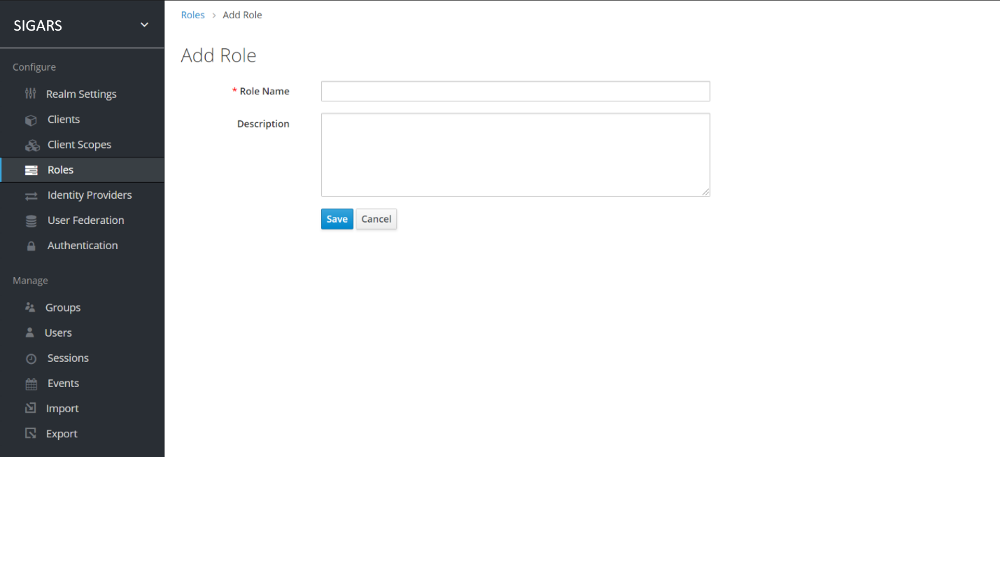 SIGARS
Configure
Realm Settings
Clients
Client Scopes
Roles
Identity Providers
User Federation
Authentication
Manage
Groups
Users
Sessions
Events
Import
Export
Roles > Add Role
Add Role
* Role Name
Description
Save Cancel